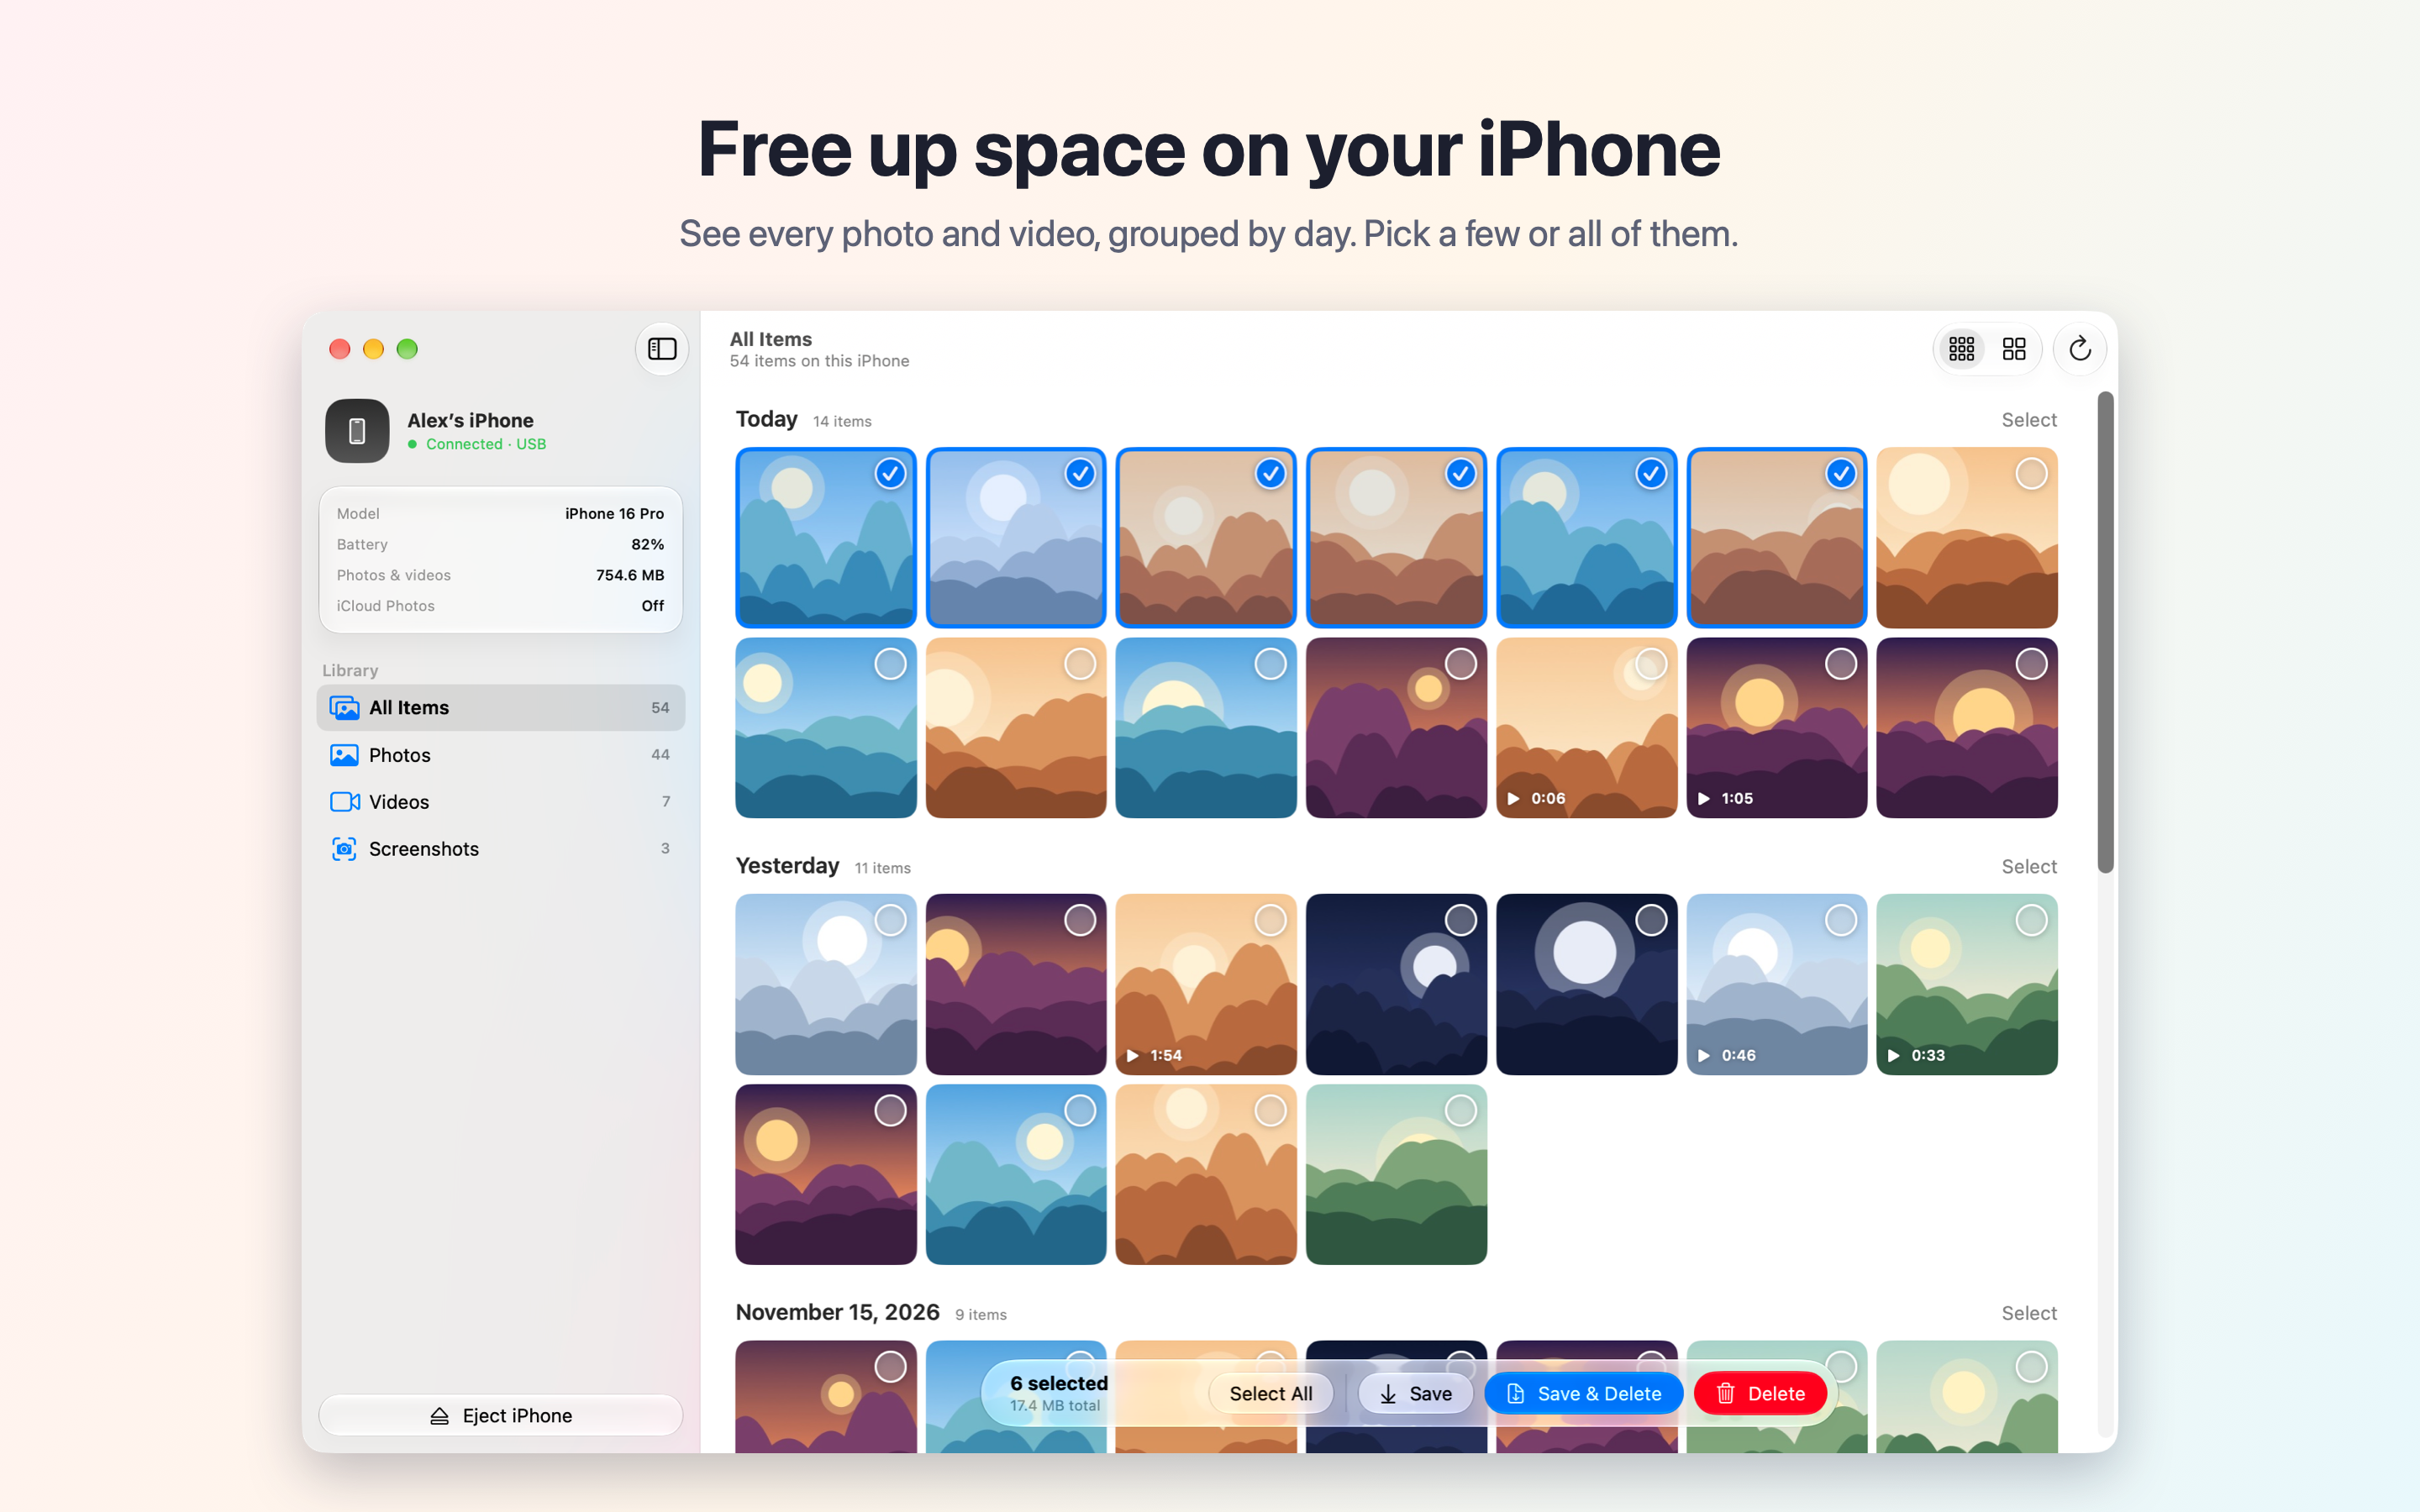 Free up space on your iPhone
See every photo and video, grouped by day. Pick a few or all of them.
Alex’s iPhone
Connected · USB
Model iPhone 16 Pro
Battery 82%
Photos & videos 754.6 MB
iCloud Photos Off
Library
All Items 54
Photos 44
Videos 7
Screenshots 3
Eject iPhone
All Items
54 items on this iPhone
Today 14 items Select
0:06 1:05
Yesterday 11 items Select
1:54 0:46 0:33
November 15, 2026 9 items Select
6 selected
17.4 MB total
Select All Save Save & Delete Delete